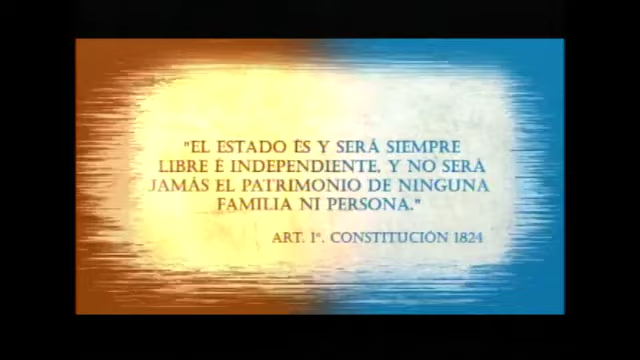 "EL ESTADO ES Y SERÁ SIEMPRE
LIBRE É INDEPENDIENTE, Y NO SERÁ
JAMÁS EL PATRIMONIO DE NINGUNA
FAMILIA NI PERSONA."
ART. 1º. CONSTITUCIÓN 1824